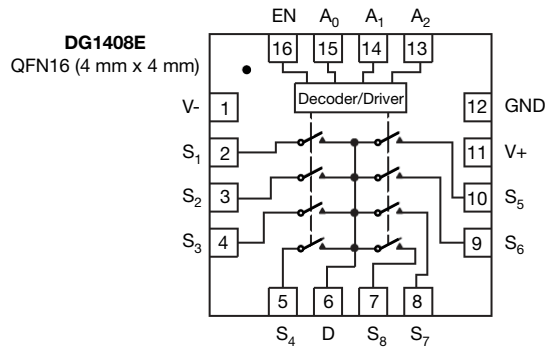 EN A0 A1 A2
DG1408E
QFN16 (4 mm x 4 mm)
16 15 14 13
Decoder/Driver
V- 1 12 GND
S1 2 11 V+
S2 3 10 S5
S3 4 9 S6
5 6 7 8
S4 D S8 S7